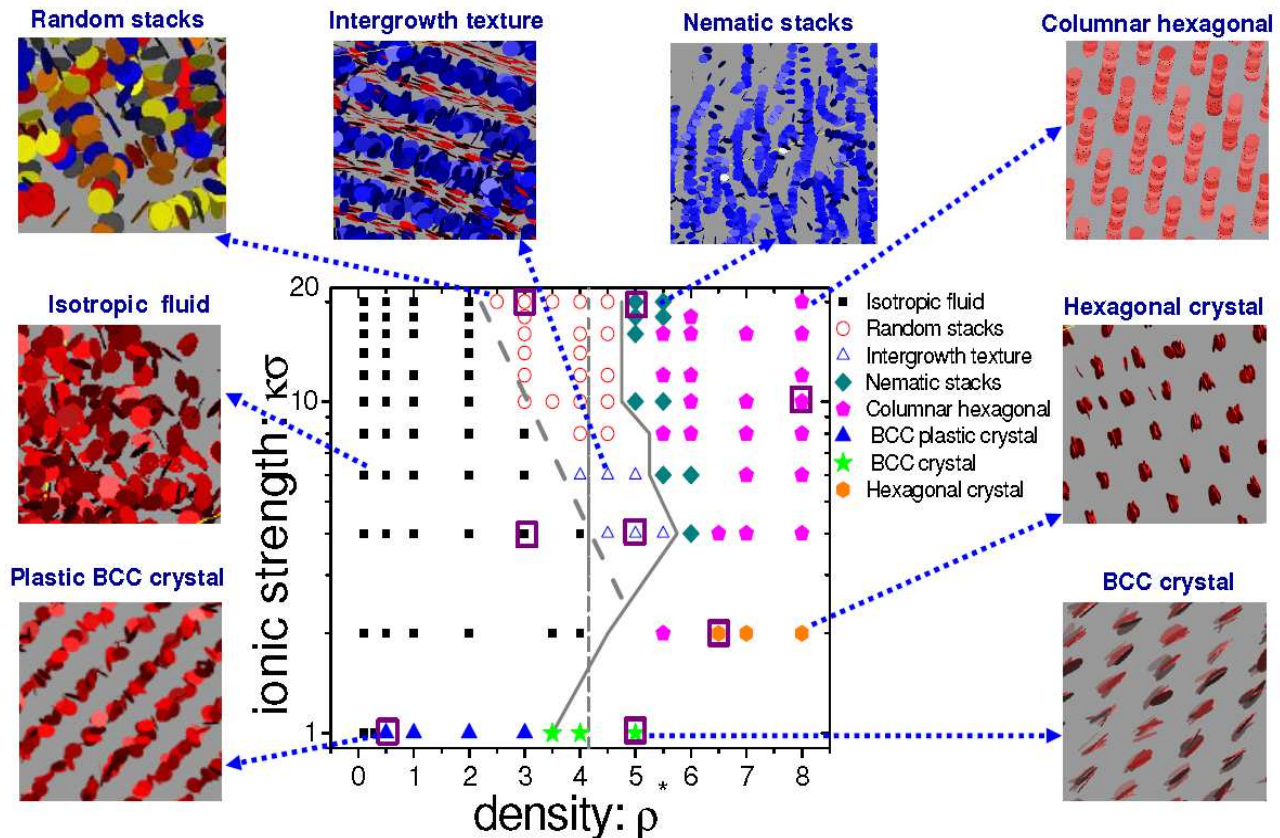 Random stacks
Intergrowth texture
Nematic stacks
Columnar hexagonal
Isotropic fluid
Hexagonal crystal
Plastic BCC crystal
BCC crystal
ionic strength: κσ
20
10
1
Isotropic fluid
Random stacks
Intergrowth texture
Nematic stacks
Columnar hexagonal
BCC plastic crystal
BCC crystal
Hexagonal crystal
0 1 2 3 4 5 6 7 8
density: ρ*